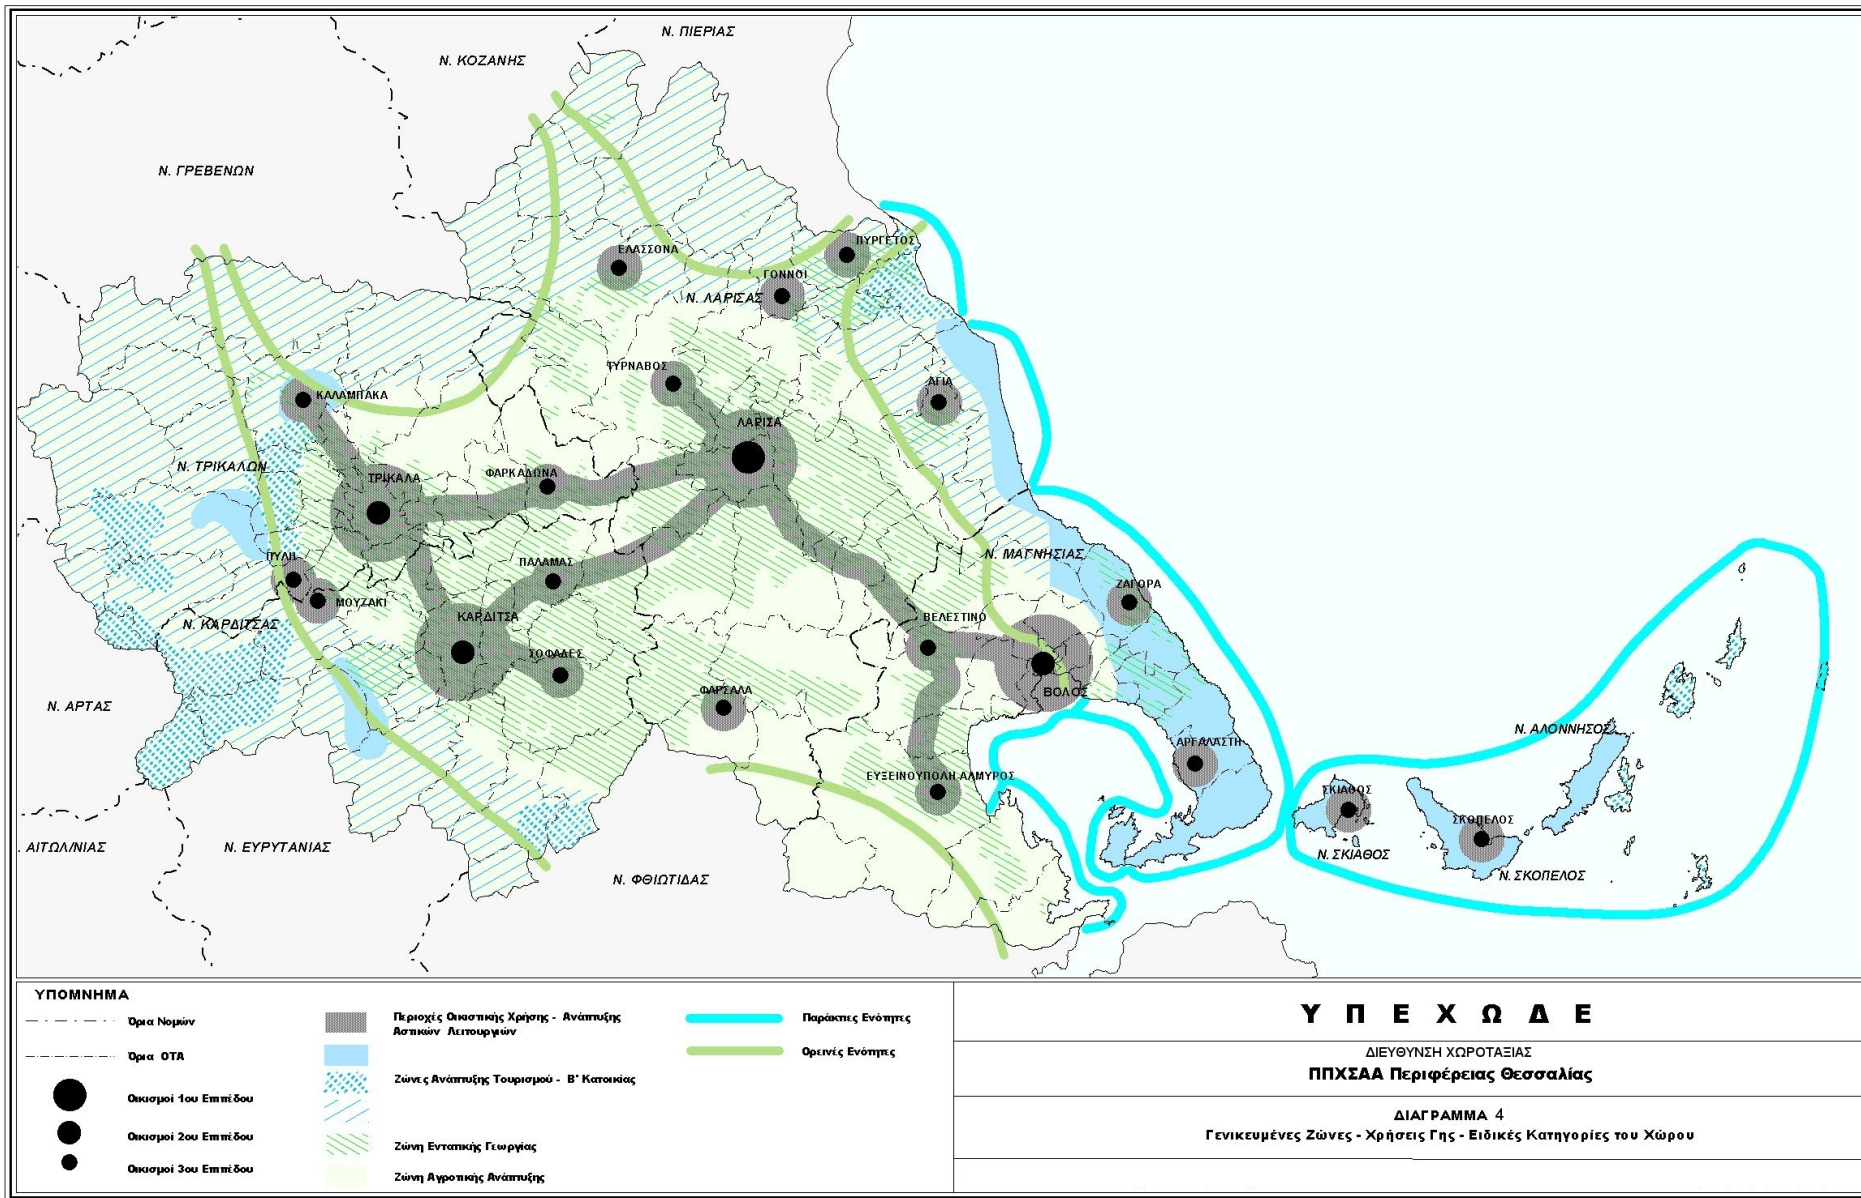 Ν. ΠΙΕΡΙΑΣ
Ν. ΚΟΖΑΝΗΣ
Ν. ΓΡΕΒΕΝΩΝ
ΠΥΡΓΕΤΟΣ
ΕΛΑΣΣΟΝΑ
ΓΟΝΝΟΙ
Ν. ΛΑΡΙΣΑΣ
ΤΥΡΝΑΒΟΣ
ΑΓΙΑ
ΚΑΛΑΜΠΑΚΑ
ΛΑΡΙΣΑ
Ν. ΤΡΙΚΑΛΩΝ
ΤΡΙΚΑΛΑ
ΦΑΡΚΑΔΩΝΑ
ΠΥΛΗ
ΠΑΛΑΜΑΣ
Ν. ΜΑΓΝΗΣΙΑΣ
ΖΑΓΟΡΑ
ΜΟΥΖΑΚΙ
Ν. ΚΑΡΔΙΤΣΑΣ
ΚΑΡΔΙΤΣΑ
ΒΕΛΕΣΤΙΝΟ
ΣΟΦΑΔΕΣ
ΦΑΡΣΑΛΑ
ΒΟΛΟΣ
Ν. ΑΡΤΑΣ
Ν. ΑΛΟΝΝΗΣΟΣ
ΑΡΓΑΛΑΣΤΗ
ΕΥΞΕΙΝΟΥΠΟΛΗ ΑΛΜΥΡΟΣ
ΣΚΙΑΘΟΣ
ΣΚΟΠΕΛΟΣ
. ΑΙΤΩΛ/ΝΙΑΣ
Ν. ΕΥΡΥΤΑΝΙΑΣ
Ν. ΣΚΙΑΘΟΣ
Ν. ΦΘΙΩΤΙΔΑΣ
Ν. ΣΚΟΠΕΛΟΣ
ΥΠΟΜΝΗΜΑ
Όρια Νομών
Όρια ΟΤΑ
Οικισμοί 1ου Επιπέδου
Οικισμοί 2ου Επιπέδου
Οικισμοί 3ου Επιπέδου
Περιοχές Οικιστικής Χρήσης - Ανάπτυξης
Αστικών Λειτουργιών
Ζώνες Ανάπτυξης Τουρισμού - Β' Κατοικίας
Ζώνη Εντατικής Γεωργίας
Ζώνη Αγροτικής Ανάπτυξης
Παράκτιες Ενότητες
Ορεινές Ενότητες
Υ Π Ε Χ Ω Δ Ε
ΔΙΕΥΘΥΝΣΗ ΧΩΡΟΤΑΞΙΑΣ
ΠΠΧΣΑΑ Περιφέρειας Θεσσαλίας
ΔΙΑΓΡΑΜΜΑ 4
Γενικευμένες Ζώνες - Χρήσεις Γης - Ειδικές Κατηγορίες του Χώρου